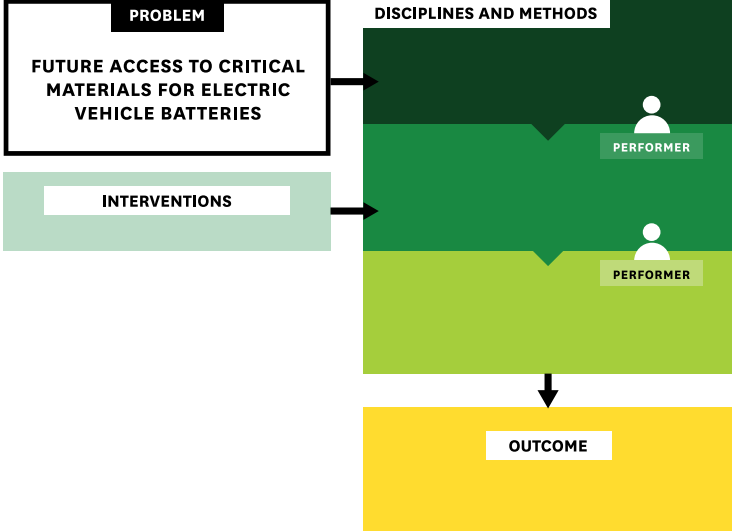 PROBLEM
FUTURE ACCESS TO CRITICAL
MATERIALS FOR ELECTRIC
VEHICLE BATTERIES
INTERVENTIONS
DISCIPLINES AND METHODS
PERFORMER
PERFORMER
OUTCOME